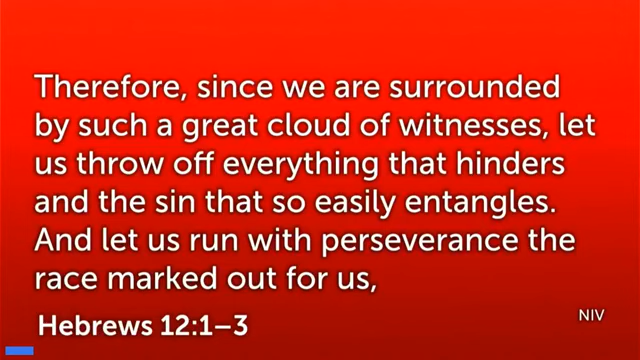 Therefore, since we are surrounded
by such a great cloud of witnesses, let
us throw off everything that hinders
and the sin that so easily entangles.
And let us run with perseverance the
race marked out for us,
Hebrews 12:1–3
NIV